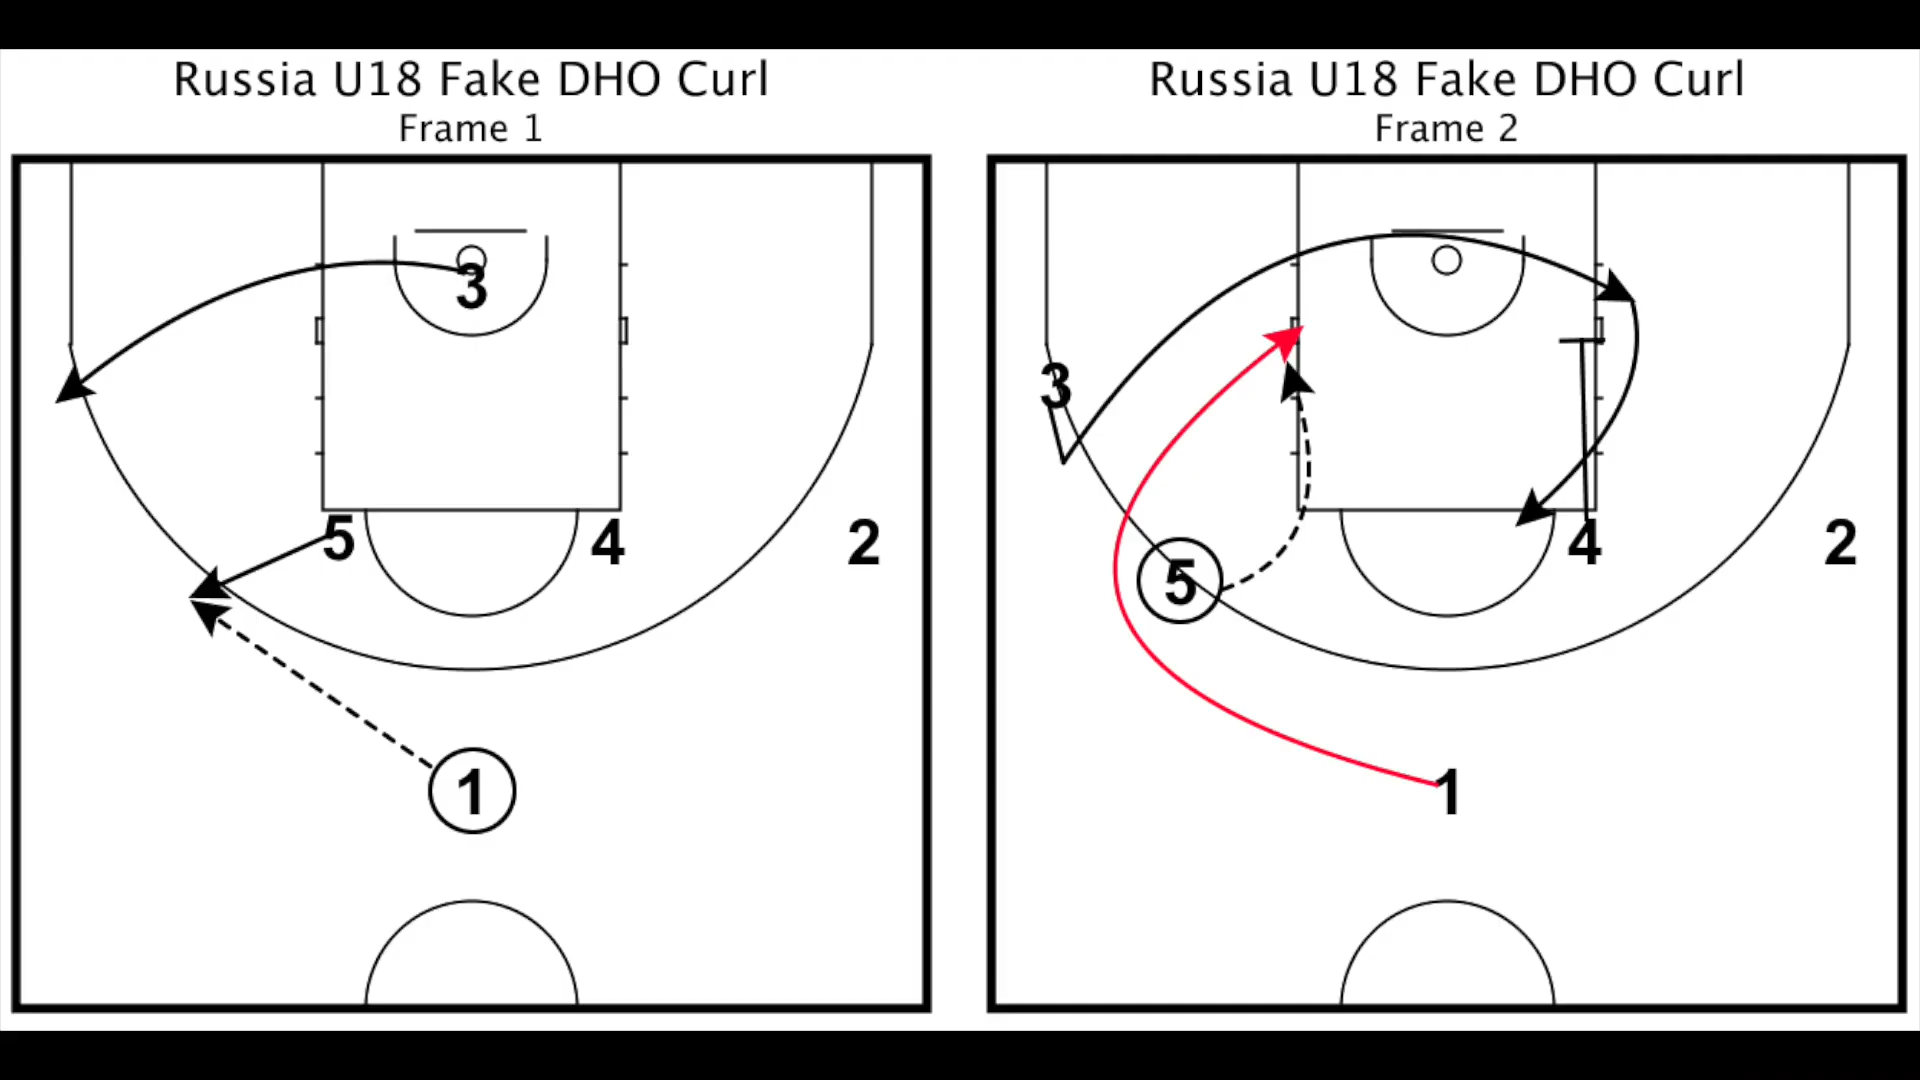 Russia U18 Fake DHO Curl
Frame 1
3
5 4 2
1
Russia U18 Fake DHO Curl
Frame 2
3
4 2
5
1